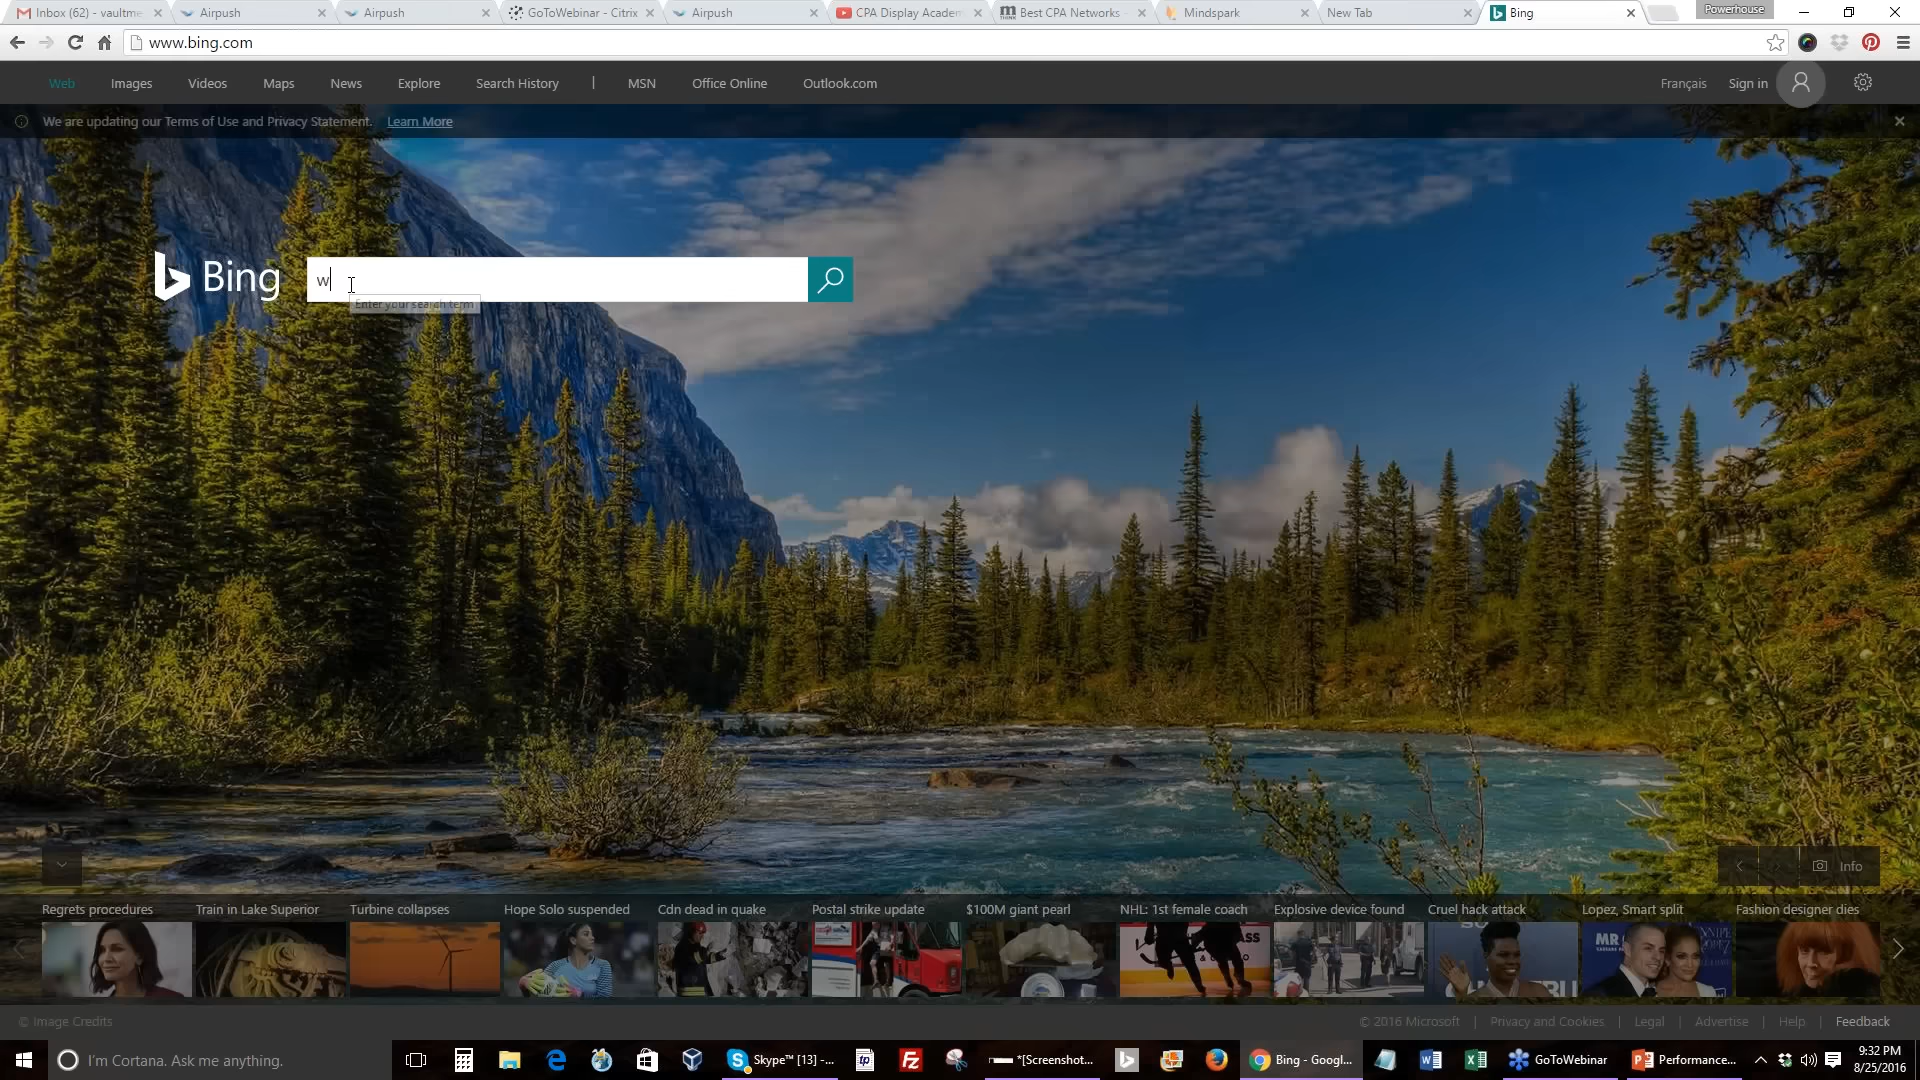 Inbox (62) - vaultme
Airpush
Airpush
GoToWebinar - Citrix
Airpush
CPA Display Academ
Best CPA Networks -
Mindspark
New Tab
Bing
Powerhouse
www.bing.com
Web Images Videos Maps News Explore Search History | MSN Office Online Outlook.com Français Sign in
We are updating our Terms of Use and Privacy Statement. Learn More
Bing
w
Enter your search term
Info
Regrets procedures
Train in Lake Superior
Turbine collapses
Hope Solo suspended
Cdn dead in quake
Postal strike update
$100M giant pearl
NHL: 1st female coach
Explosive device found
Cruel hack attack
Lopez, Smart split
Fashion designer dies
© Image Credits
© 2016 Microsoft | Privacy and Cookies | Legal | Advertise | Help | Feedback
I'm Cortana. Ask me anything.
Skype™ [13] -...
*[Screenshot...
Bing - Googl...
GoToWebinar
Performance...
9:32 PM
8/25/2016